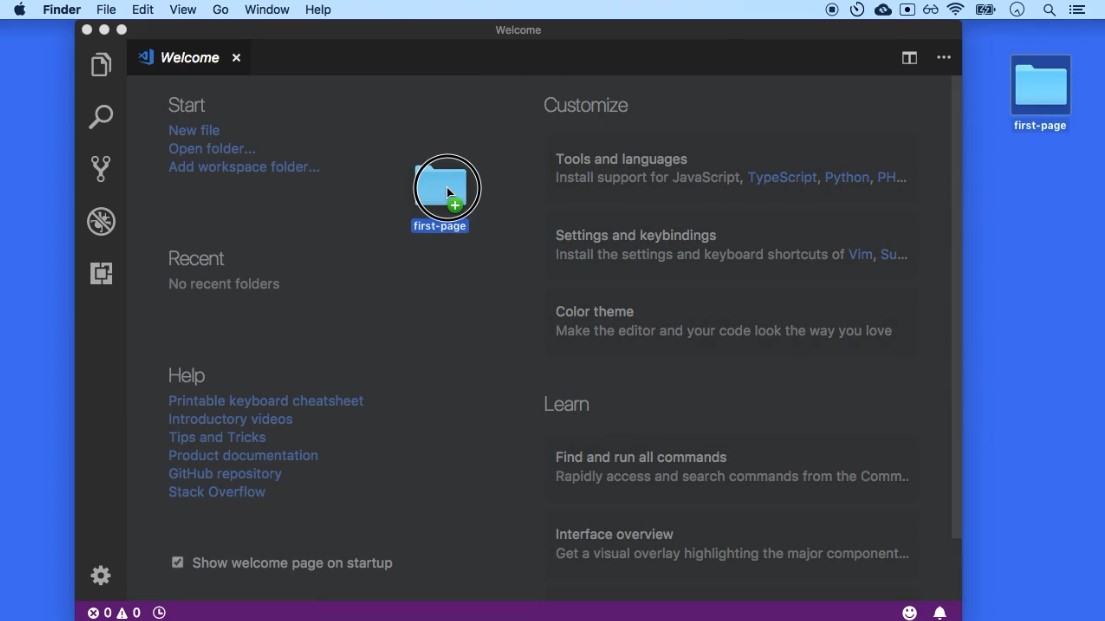 Finder File Edit View Go Window Help
Welcome
Welcome
first-page
Start
New file
Open folder...
Add workspace folder...
first-page
Recent
No recent folders
Help
Printable keyboard cheatsheet
Introductory videos
Tips and Tricks
Product documentation
GitHub repository
Stack Overflow
Show welcome page on startup
Customize
Tools and languages
Install support for JavaScript, TypeScript, Python, PH...
Settings and keybindings
Install the settings and keyboard shortcuts of Vim, Su...
Color theme
Make the editor and your code look the way you love
Learn
Find and run all commands
Rapidly access and search commands from the Comm..
Interface overview
Get a visual overlay highlighting the major component...
0 0